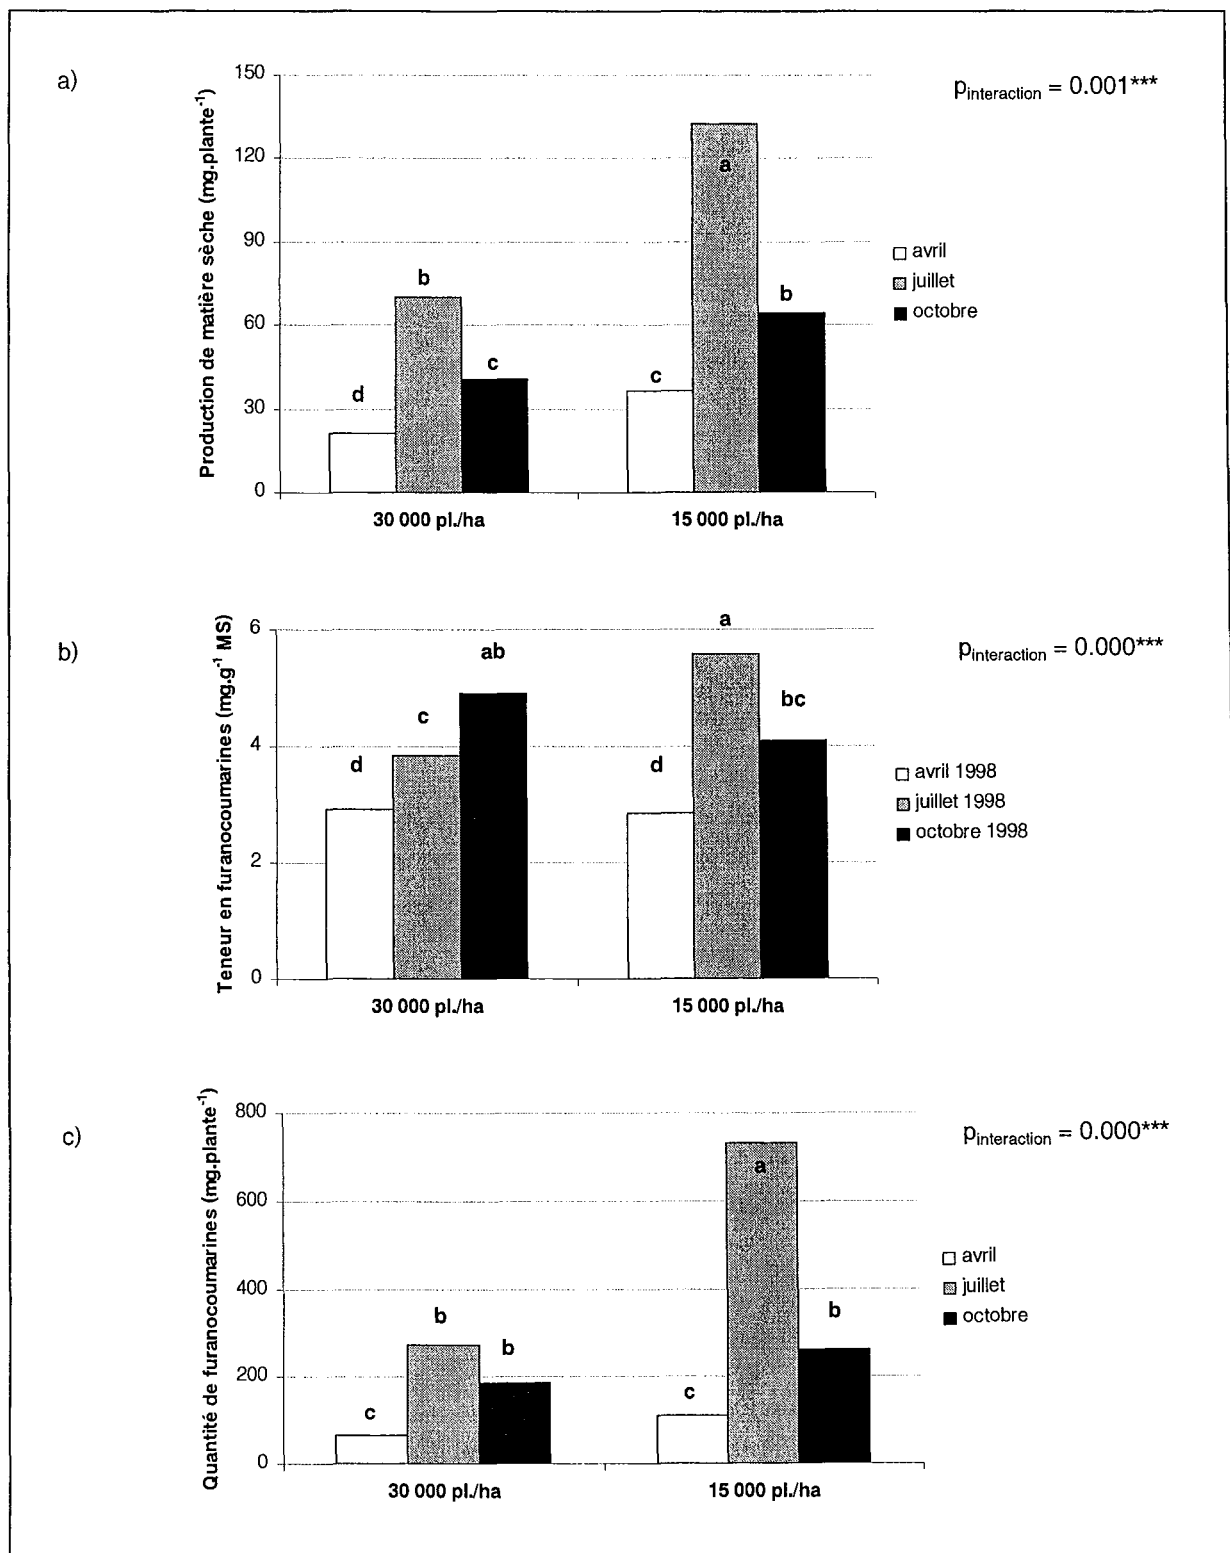 a)
Production de matière sèche (mg.plante⁻¹)
150
120
90
60
30
0
d
b
c
c
a
b
30 000 pl./ha
15 000 pl./ha
avril
juillet
octobre
p_interaction = 0.001***
b)
Teneur en furanocoumarines (mg.g⁻¹ MS)
6
4
2
0
d
c
ab
d
a
bc
30 000 pl./ha
15 000 pl./ha
avril 1998
juillet 1998
octobre 1998
p_interaction = 0.000***
c)
Quantité de furanocoumarines (mg.plante⁻¹)
800
600
400
200
0
c
b
b
c
a
b
30 000 pl./ha
15 000 pl./ha
avril
juillet
octobre
p_interaction = 0.000***